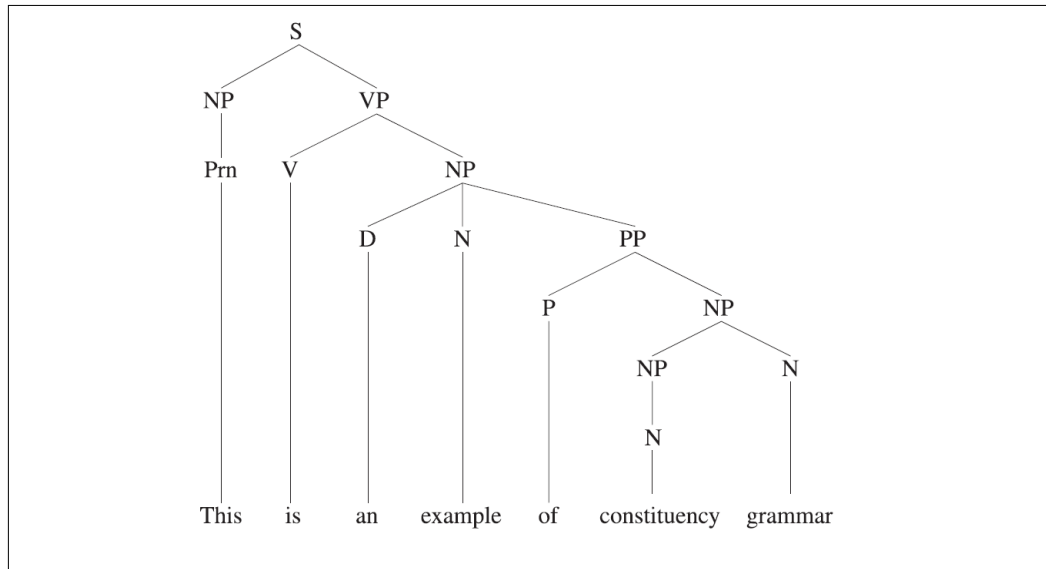 S
NP VP
Prn V NP
D N PP
P NP
NP N
N
This is an example of constituency grammar